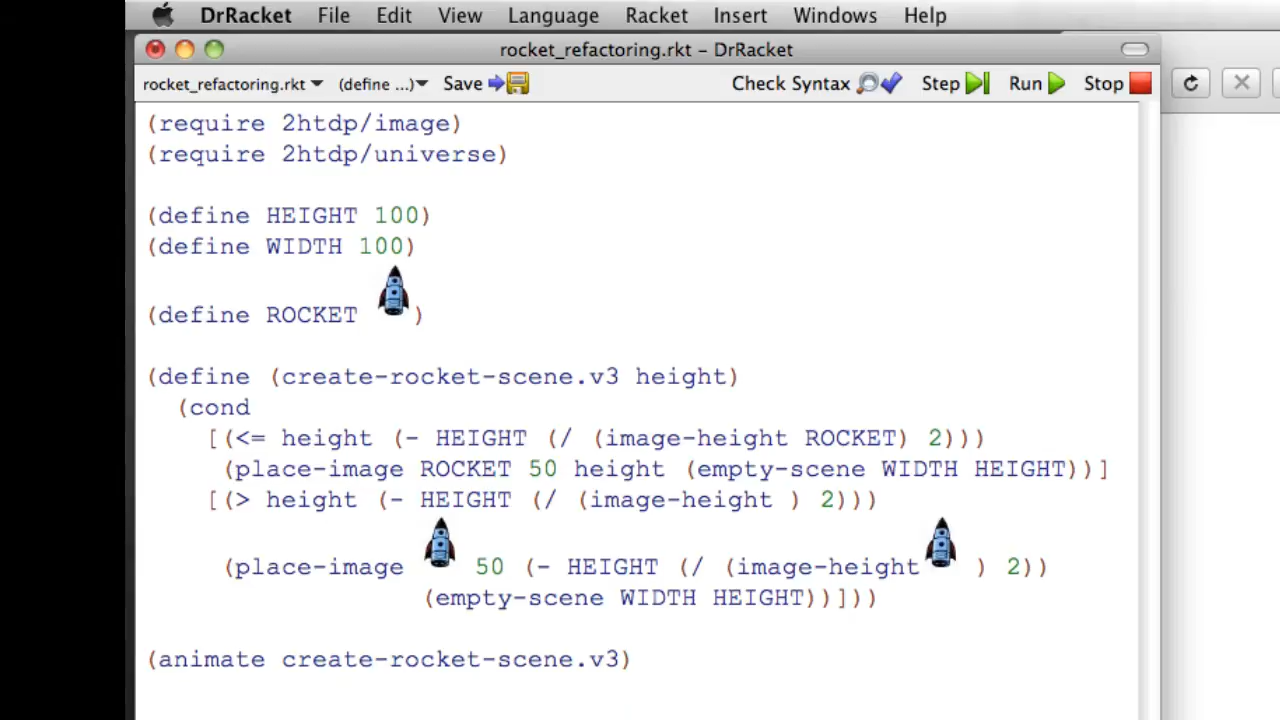 DrRacket File Edit View Language Racket Insert Windows Help
rocket_refactoring.rkt – DrRacket
rocket_refactoring.rkt (define ...) Save Check Syntax Step Run Stop
(require 2htdp/image)
(require 2htdp/universe)
(define HEIGHT 100)
(define WIDTH 100)
(define ROCKET )
(define (create-rocket-scene.v3 height)
(cond
[(<= height (- HEIGHT (/ (image-height ROCKET) 2)))
(place-image ROCKET 50 height (empty-scene WIDTH HEIGHT))]
[(> height (- HEIGHT (/ (image-height ) 2)))
(place-image 50 (- HEIGHT (/ (image-height ) 2))
(empty-scene WIDTH HEIGHT))]))
(animate create-rocket-scene.v3)